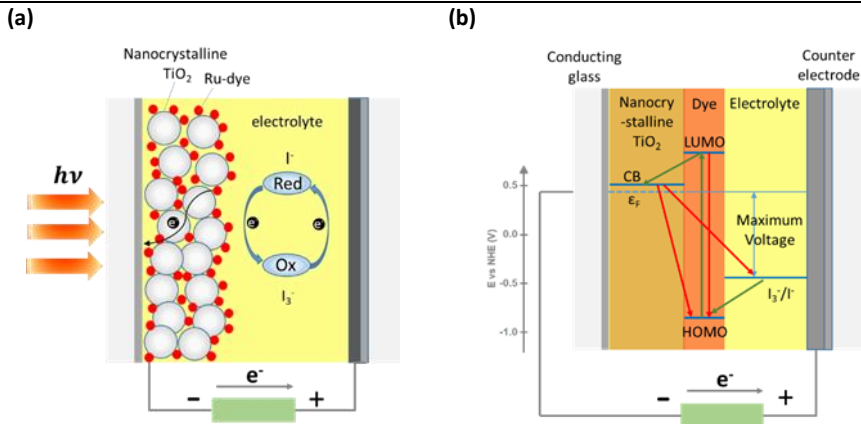 (a)
Nanocrystalline
TiO₂
Ru-dye
electrolyte
hν
I⁻
Red
e⁻
e⁻
e⁻
Ox
I₃⁻
e⁻
−
+
(b)
Conducting
glass
Counter
electrode
Nanocry
-stalline
TiO₂
Dye
Electrolyte
LUMO
CB
εF
Maximum
Voltage
I₃⁻/I⁻
HOMO
E vs NHE (V)
0.5
0.0
-0.5
-1.0
e⁻
−
+